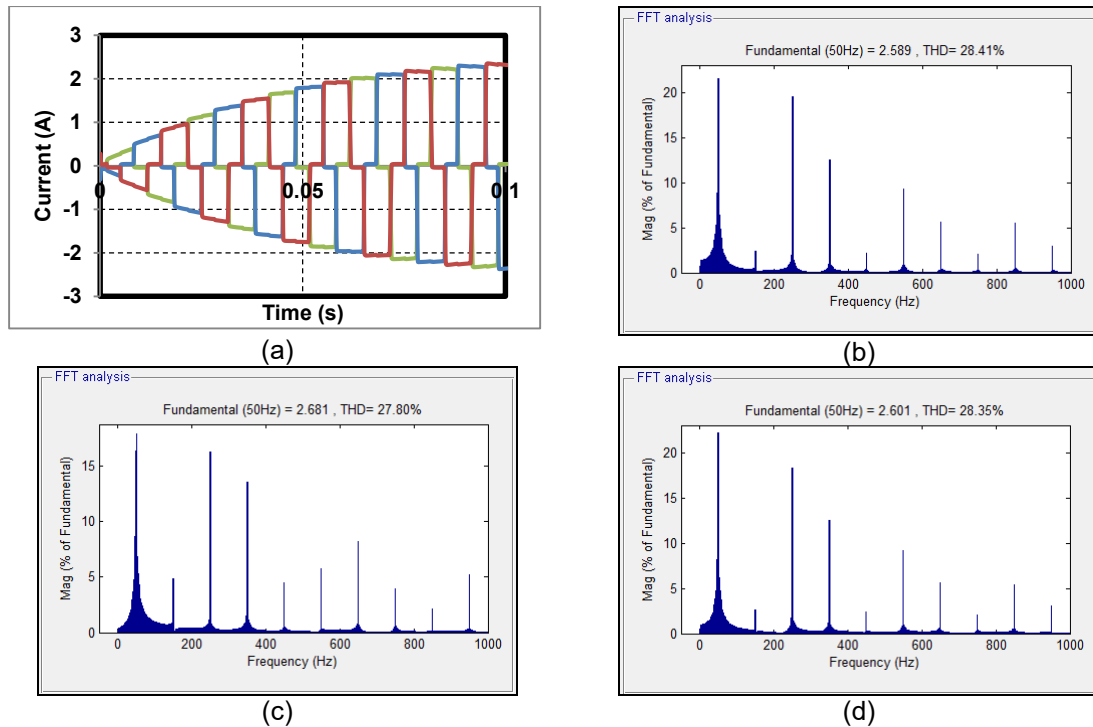 3
2
1
0
-1
-2
-3
0
0.05
0.1
Current (A)
Time (s)
(a)
FFT analysis
Fundamental (50Hz) = 2.589 , THD= 28.41%
20
15
10
5
0
Mag (% of Fundamental)
0 200 400 600 800 1000
Frequency (Hz)
(b)
FFT analysis
Fundamental (50Hz) = 2.681 , THD= 27.80%
15
10
5
0
Mag (% of Fundamental)
0 200 400 600 800 1000
Frequency (Hz)
(c)
FFT analysis
Fundamental (50Hz) = 2.601 , THD= 28.35%
20
15
10
5
0
Mag (% of Fundamental)
0 200 400 600 800 1000
Frequency (Hz)
(d)